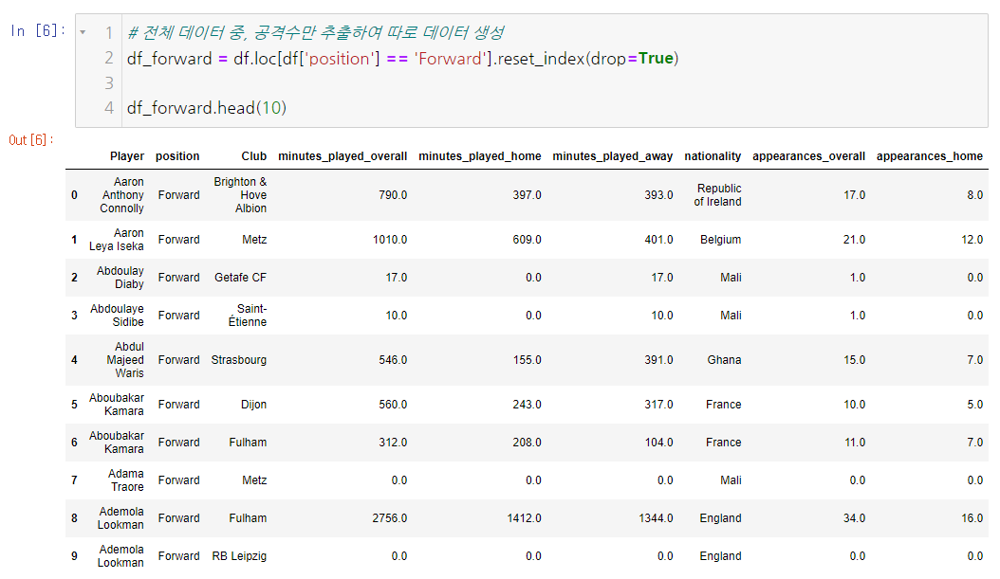 In [6]:
1 # 전체 데이터 중, 공격수만 추출하여 따로 데이터 생성
2 df_forward = df.loc[df['position'] == 'Forward'].reset_index(drop=True)
3
4 df_forward.head(10)
Out[6]:
Player position Club minutes_played_overall minutes_played_home minutes_played_away nationality appearances_overall appearances_home
0 Aaron Anthony Connolly Forward Brighton & Hove Albion 790.0 397.0 393.0 Republic of Ireland 17.0 8.0
1 Aaron Leya Iseka Forward Metz 1010.0 609.0 401.0 Belgium 21.0 12.0
2 Abdoulay Diaby Forward Getafe CF 17.0 0.0 17.0 Mali 1.0 0.0
3 Abdoulaye Sidibe Forward Saint-Étienne 10.0 0.0 10.0 Mali 1.0 0.0
4 Abdul Majeed Waris Forward Strasbourg 546.0 155.0 391.0 Ghana 15.0 7.0
5 Aboubakar Kamara Forward Dijon 560.0 243.0 317.0 France 10.0 5.0
6 Aboubakar Kamara Forward Fulham 312.0 208.0 104.0 France 11.0 7.0
7 Adama Traore Forward Metz 0.0 0.0 0.0 Mali 0.0 0.0
8 Ademola Lookman Forward Fulham 2756.0 1412.0 1344.0 England 34.0 16.0
9 Ademola Lookman Forward RB Leipzig 0.0 0.0 0.0 England 0.0 0.0